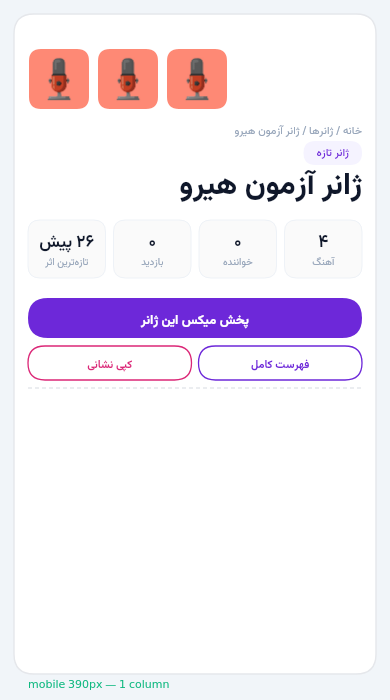 خانه / ژانرها / ژانر آزمون هیرو
ژانر تازه
ژانر آزمون هیرو
۴
آهنگ
۰
خواننده
۰
بازدید
۲۶ پیش
تازه‌ترین اثر
پخش میکس این ژانر
فهرست کامل
کپی نشانی
mobile 390px — 1 column